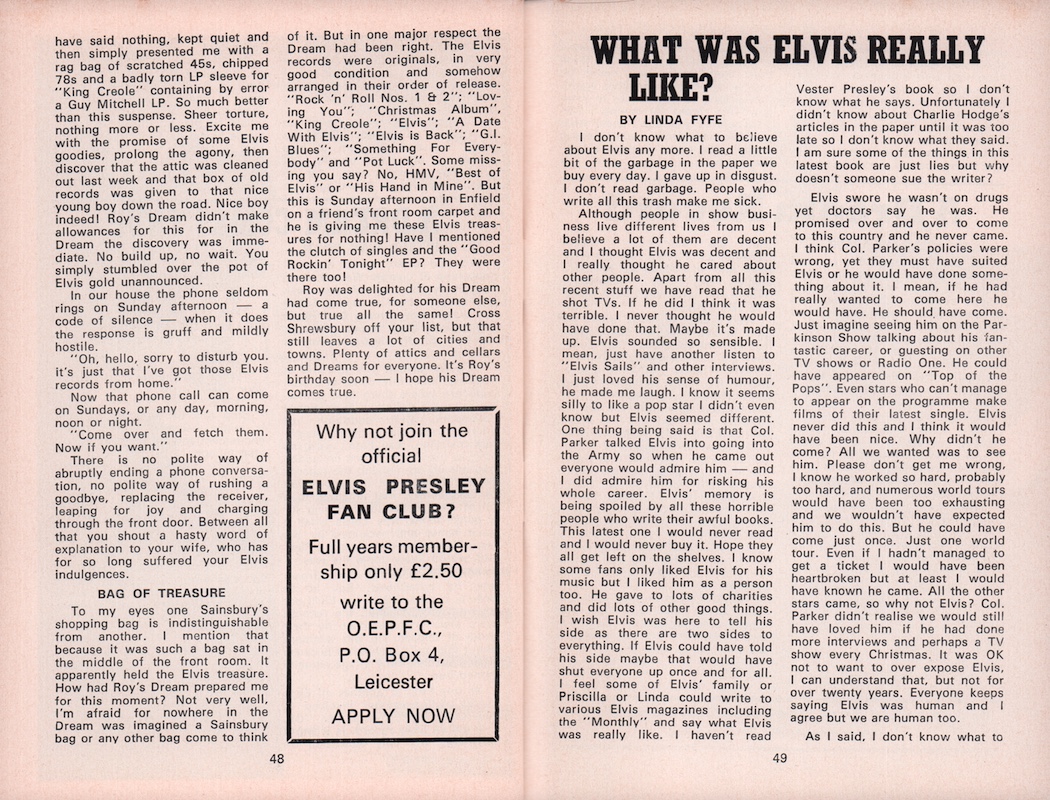 have said nothing, kept quiet and
then simply presented me with a
rag bag of scratched 45s, chipped
78s and a badly torn LP sleeve for
"King Creole" containing by error
a Guy Mitchell LP. So much better
than this suspense. Sheer torture,
nothing more or less. Excite me
with the promise of some Elvis
goodies, prolong the agony, then
discover that the attic was cleaned
out last week and that box of old
records was given to that nice
young boy down the road. Nice boy
indeed! Roy's Dream didn't make
allowances for this for in the
Dream the discovery was imme-
diate. No build up, no wait. You
simply stumbled over the pot of
Elvis gold unannounced.
In our house the phone seldom
rings on Sunday afternoon — a
code of silence — when it does
the response is gruff and mildly
hostile.
"Oh, hello, sorry to disturb you.
it's just that I've got those Elvis
records from home."
Now that phone call can come
on Sundays, or any day, morning,
noon or night.
"Come over and fetch them.
Now if you want."
There is no polite way of
abruptly ending a phone conversa-
tion, no polite way of rushing a
goodbye, replacing the receiver,
leaping for joy and charging
through the front door. Between all
that you shout a hasty word of
explanation to your wife, who has
for so long suffered your Elvis
indulgences.
BAG OF TREASURE
To my eyes one Sainsbury's
shopping bag is indistinguishable
from another. I mention that
because it was such a bag sat in
the middle of the front room. It
apparently held the Elvis treasure.
How had Roy's Dream prepared me
for this moment? Not very well,
I'm afraid for nowhere in the
Dream was imagined a Sainsbury
bag or any other bag come to think
of it. But in one major respect the
Dream had been right. The Elvis
records were originals, in very
good condition and somehow
arranged in their order of release.
"Rock 'n' Roll Nos. 1 & 2"; "Lov-
ing You"; "Christmas Album",
"King Creole"; "Elvis"; "A Date
With Elvis"; "Elvis is Back"; "G.I.
Blues"; "Something For Every-
body" and "Pot Luck". Some miss-
ing you say? No, HMV, "Best of
Elvis" or "His Hand in Mine". But
this is Sunday afternoon in Enfield
on a friend's front room carpet and
he is giving me these Elvis treas-
ures for nothing! Have I mentioned
the clutch of singles and the "Good
Rockin' Tonight" EP? They were
there too!
Roy was delighted for his Dream
had come true, for someone else,
but true all the same! Cross
Shrewsbury off your list, but that
still leaves a lot of cities and
towns. Plenty of attics and cellars
and Dreams for everyone. It's Roy's
birthday soon — I hope his Dream
comes true.
Why not join the
official
ELVIS PRESLEY
FAN CLUB?
Full years member-
ship only £2.50
write to the
O.E.P.F.C.,
P.O. Box 4,
Leicester
APPLY NOW
48
WHAT WAS ELVIS REALLY
LIKE?
BY LINDA FYFE
I don't know what to believe
about Elvis any more. I read a little
bit of the garbage in the paper we
buy every day. I gave up in disgust.
I don't read garbage. People who
write all this trash make me sick.
Although people in show busi-
ness live different lives from us I
believe a lot of them are decent
and I thought Elvis was decent and
I really thought he cared about
other people. Apart from all this
recent stuff we have read that he
shot TVs. If he did I think it was
terrible. I never thought he would
have done that. Maybe it's made
up. Elvis sounded so sensible. I
mean, just have another listen to
"Elvis Sails" and other interviews.
I just loved his sense of humour,
he made me laugh. I know it seems
silly to like a pop star I didn't even
know but Elvis seemed different.
One thing being said is that Col.
Parker talked Elvis into going into
the Army so when he came out
everyone would admire him — and
I did admire him for risking his
whole career. Elvis' memory is
being spoiled by all these horrible
people who write their awful books.
This latest one I would never read
and I would never buy it. Hope they
all get left on the shelves. I know
some fans only liked Elvis for his
music but I liked him as a person
too. He gave to lots of charities
and did lots of other good things.
I wish Elvis was here to tell his
side as there are two sides to
everything. If Elvis could have told
his side maybe that would have
shut everyone up once and for all.
I feel some of Elvis' family or
Priscilla or Linda could write to
various Elvis magazines including
the "Monthly" and say what Elvis
was really like. I haven't read
Vester Presley's book so I don't
know what he says. Unfortunately I
didn't know about Charlie Hodge's
articles in the paper until it was too
late so I don't know what they said.
I am sure some of the things in this
latest book are just lies but why
doesn't someone sue the writer?
Elvis swore he wasn't on drugs
yet doctors say he was. He
promised over and over to come
to this country and he never came.
I think Col. Parker's policies were
wrong, yet they must have suited
Elvis or he would have done some-
thing about it. I mean, if he had
really wanted to come here he
would have. He should have come.
Just imagine seeing him on the Par-
kinson Show talking about his fan-
tastic career, or guesting on other
TV shows or Radio One. He could
have appeared on "Top of the
Pops". Even stars who can't manage
to appear on the programme make
films of their latest single. Elvis
never did this and I think it would
have been nice. Why didn't he
come? All we wanted was to see
him. Please don't get me wrong,
I know he worked so hard, probably
too hard, and numerous world tours
would have been too exhausting
and we wouldn't have expected
him to do this. But he could have
come just once. Just one world
tour. Even if I hadn't managed to
get a ticket I would have been
heartbroken but at least I would
have known he came. All the other
stars came, so why not Elvis? Col.
Parker didn't realise we would still
have loved him if he had done
more interviews and perhaps a TV
show every Christmas. It was OK
not to want to over expose Elvis,
I can understand that, but not for
over twenty years. Everyone keeps
saying Elvis was human and I
agree but we are human too.
As I said, I don't know what to
49